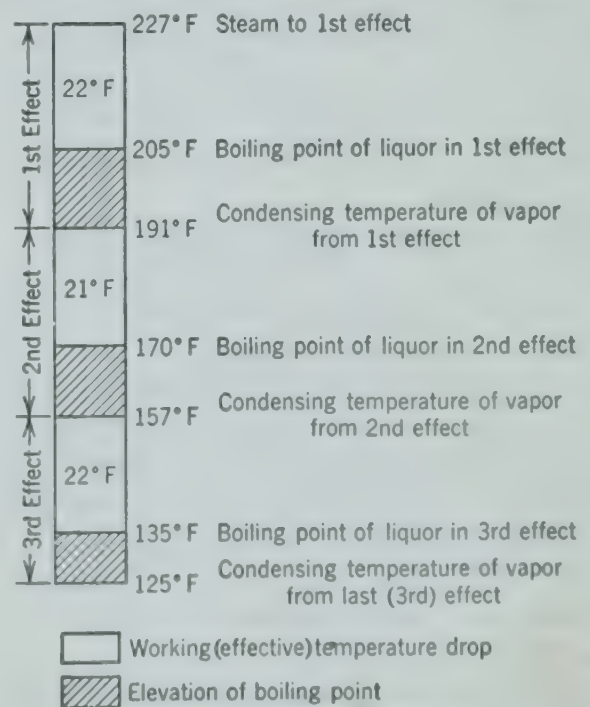 227°F Steam to 1st effect
1st Effect
22°F
205°F Boiling point of liquor in 1st effect
191°F Condensing temperature of vapor
from 1st effect
2nd Effect
21°F
170°F Boiling point of liquor in 2nd effect
157°F Condensing temperature of vapor
from 2nd effect
3rd Effect
22°F
135°F Boiling point of liquor in 3rd effect
125°F Condensing temperature of vapor
from last (3rd) effect
Working (effective) temperature drop
Elevation of boiling point